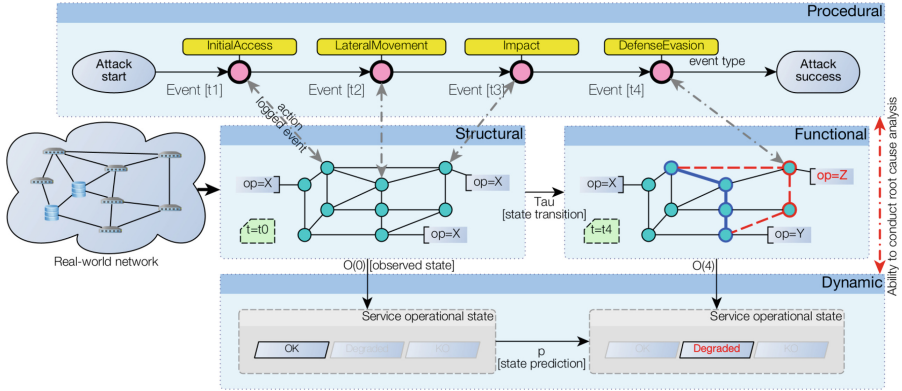 Procedural
InitialAccess
LateralMovement
Impact
DefenseEvasion
Attack
start
event type
Attack
success
Event [t1]
Event [t2]
Event [t3]
Event [t4]
action
logged event
Structural
Functional
op=X
op=X
op=X
t=t0
Tau
[state transition]
op=X
op=Z
op=Y
t=t4
Real-world network
Ability to conduct root cause analysis
O(0)
[observed state]
O(4)
Dynamic
Service operational state
OK
Degraded
KO
p
[state prediction]
Service operational state
OK
Degraded
KO